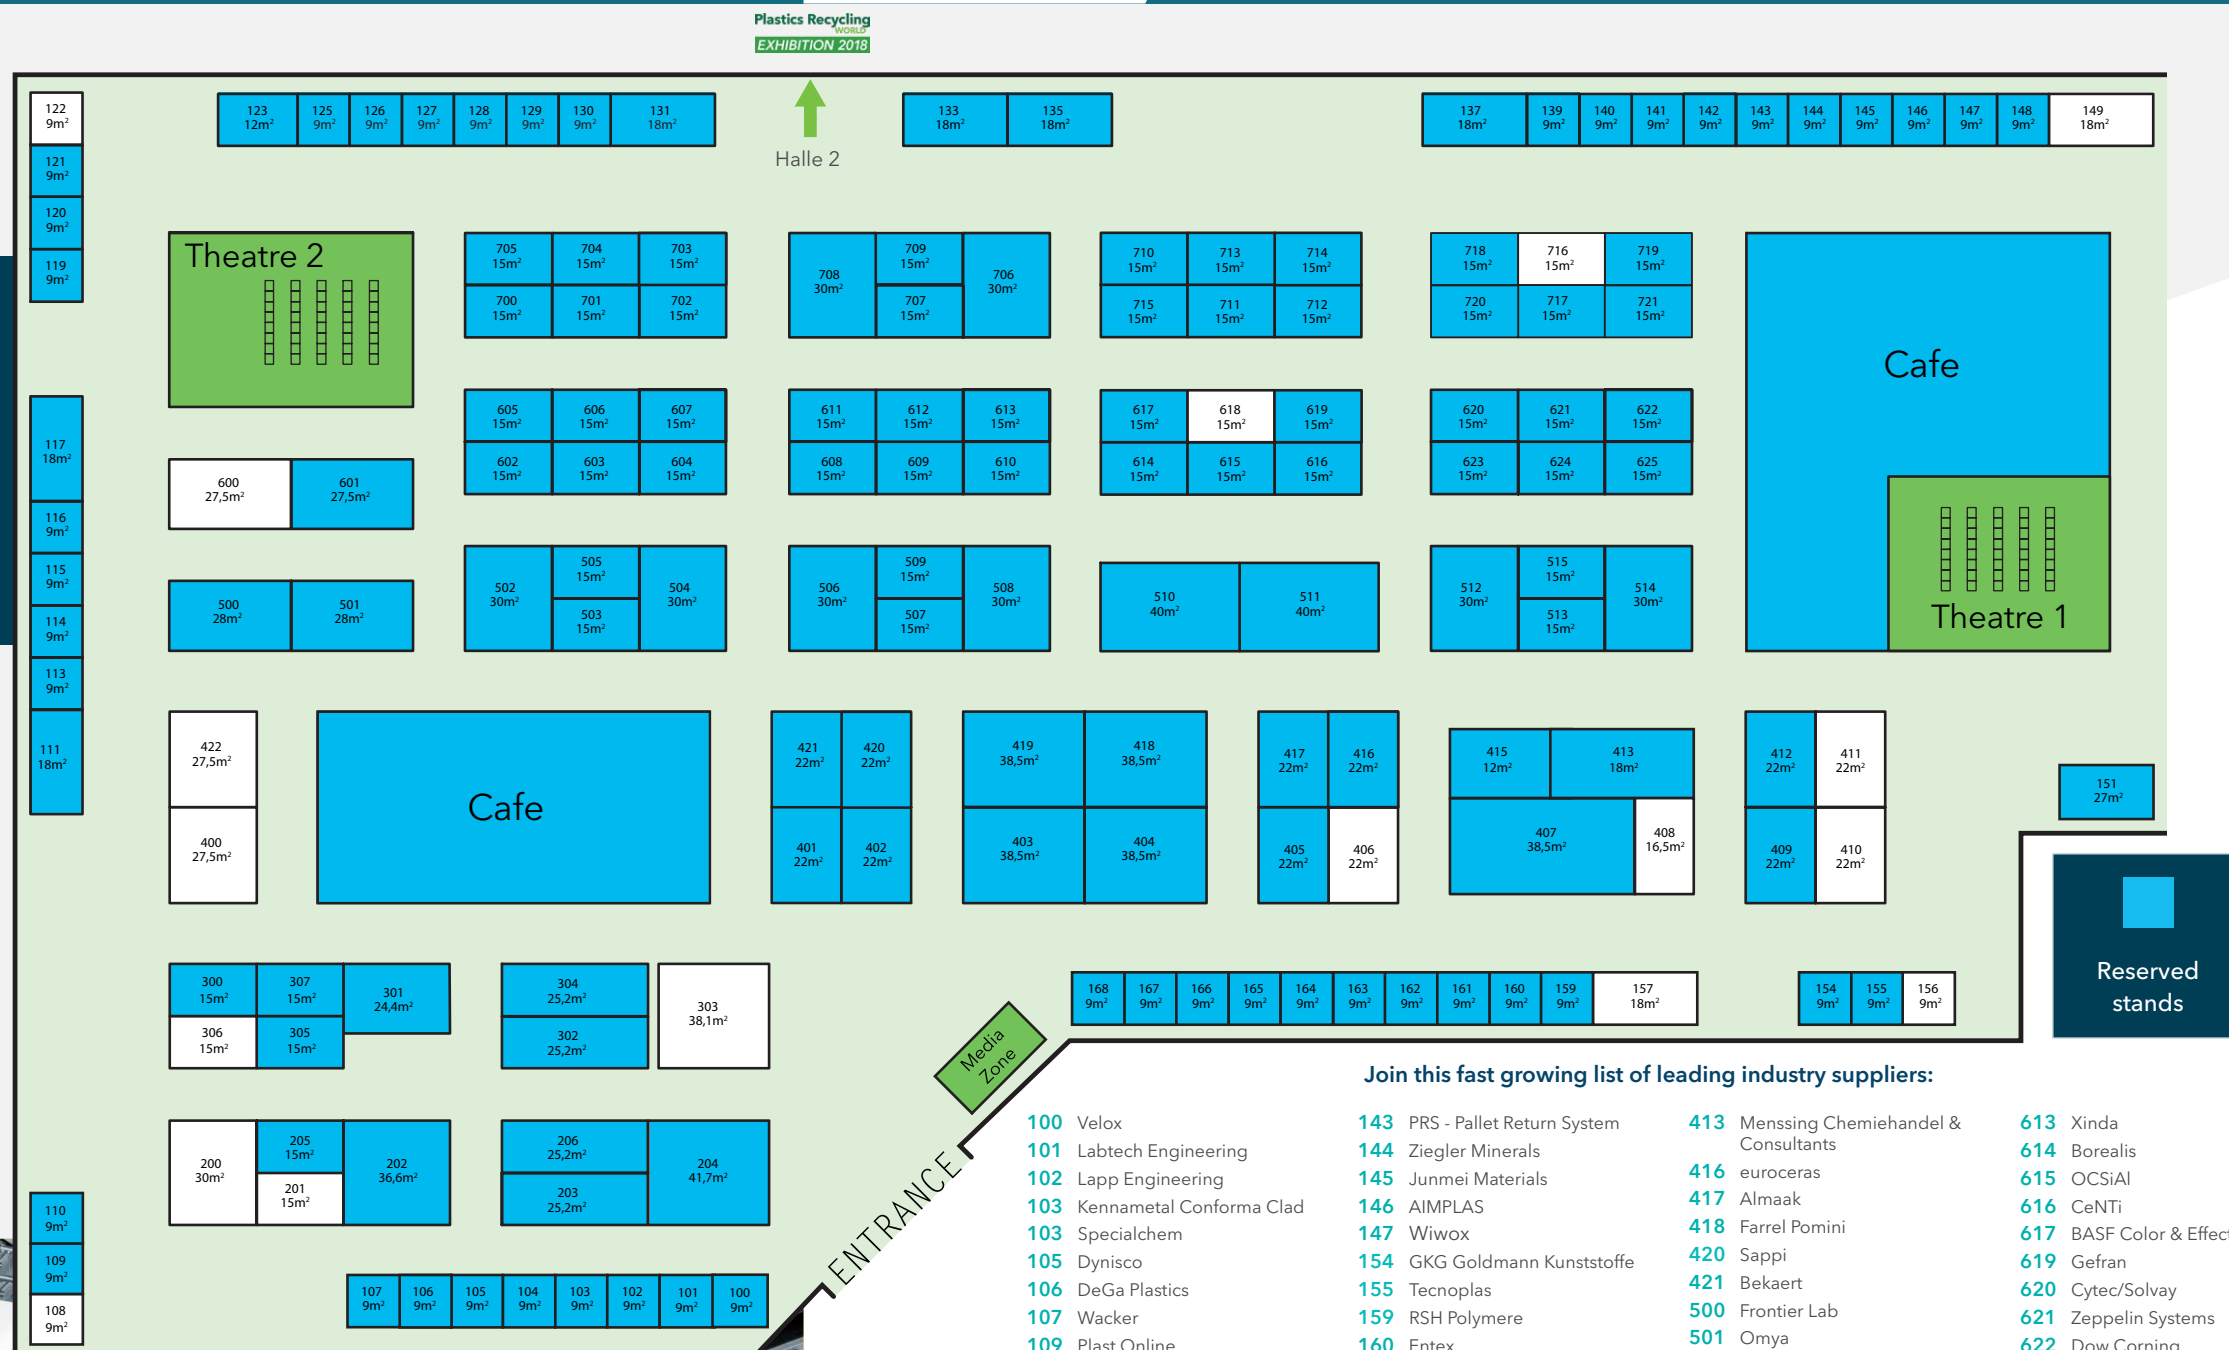 Plastics Recycling
WORLD
EXHIBITION 2018
Halle 2
122
9m²
123
12m²
125
9m²
126
9m²
127
9m²
128
9m²
129
9m²
130
9m²
131
18m²
133
18m²
135
18m²
137
18m²
139
9m²
140
9m²
141
9m²
142
9m²
143
9m²
144
9m²
145
9m²
146
9m²
147
9m²
148
9m²
149
18m²
121
9m²
120
9m²
119
9m²
Theatre 2
705
15m²
704
15m²
703
15m²
700
15m²
701
15m²
702
15m²
708
30m²
709
15m²
707
15m²
706
30m²
710
15m²
713
15m²
714
15m²
715
15m²
711
15m²
712
15m²
718
15m²
716
15m²
719
15m²
720
15m²
717
15m²
721
15m²
Cafe
Theatre 1
117
18m²
116
9m²
115
9m²
114
9m²
113
9m²
111
18m²
600
27,5m²
601
27,5m²
605
15m²
606
15m²
607
15m²
602
15m²
603
15m²
604
15m²
611
15m²
612
15m²
613
15m²
608
15m²
609
15m²
610
15m²
617
15m²
618
15m²
619
15m²
614
15m²
615
15m²
616
15m²
620
15m²
621
15m²
622
15m²
623
15m²
624
15m²
625
15m²
500
28m²
501
28m²
502
30m²
505
15m²
503
15m²
504
30m²
506
30m²
509
15m²
507
15m²
508
30m²
510
40m²
511
40m²
512
30m²
515
15m²
513
15m²
514
30m²
422
27,5m²
400
27,5m²
Cafe
421
22m²
420
22m²
401
22m²
402
22m²
419
38,5m²
418
38,5m²
403
38,5m²
404
38,5m²
417
22m²
416
22m²
405
22m²
406
22m²
415
12m²
413
18m²
407
38,5m²
408
16,5m²
412
22m²
411
22m²
409
22m²
410
22m²
151
27m²
Reserved
stands
300
15m²
307
15m²
301
24,4m²
306
15m²
305
15m²
304
25,2m²
302
25,2m²
303
38,1m²
Media
Zone
168
9m²
167
9m²
166
9m²
165
9m²
164
9m²
163
9m²
162
9m²
161
9m²
160
9m²
159
9m²
157
18m²
154
9m²
155
9m²
156
9m²
200
30m²
205
15m²
201
15m²
202
36,6m²
206
25,2m²
203
25,2m²
204
41,7m²
ENTRANCE
110
9m²
109
9m²
108
9m²
107
9m²
106
9m²
105
9m²
104
9m²
103
9m²
102
9m²
101
9m²
100
9m²
Join this fast growing list of leading industry suppliers:
100 Velox
101 Labtech Engineering
102 Lapp Engineering
103 Kennametal Conforma Clad
103 Specialchem
105 Dynisco
106 DeGa Plastics
107 Wacker
109 Plast Online
143 PRS - Pallet Return System
144 Ziegler Minerals
145 Junmei Materials
146 AIMPLAS
147 Wiwox
154 GKG Goldmann Kunststoffe
155 Tecnoplas
159 RSH Polymere
160 Entex
413 Menssing Chemiehandel &
Consultants
416 euroceras
417 Almaak
418 Farrel Pomini
420 Sappi
421 Bekaert
500 Frontier Lab
501 Omya
613 Xinda
614 Borealis
615 OCSiAl
616 CeNTi
617 BASF Color & Effect
619 Gefran
620 Cytec/Solvay
621 Zeppelin Systems
622 Dow Corning